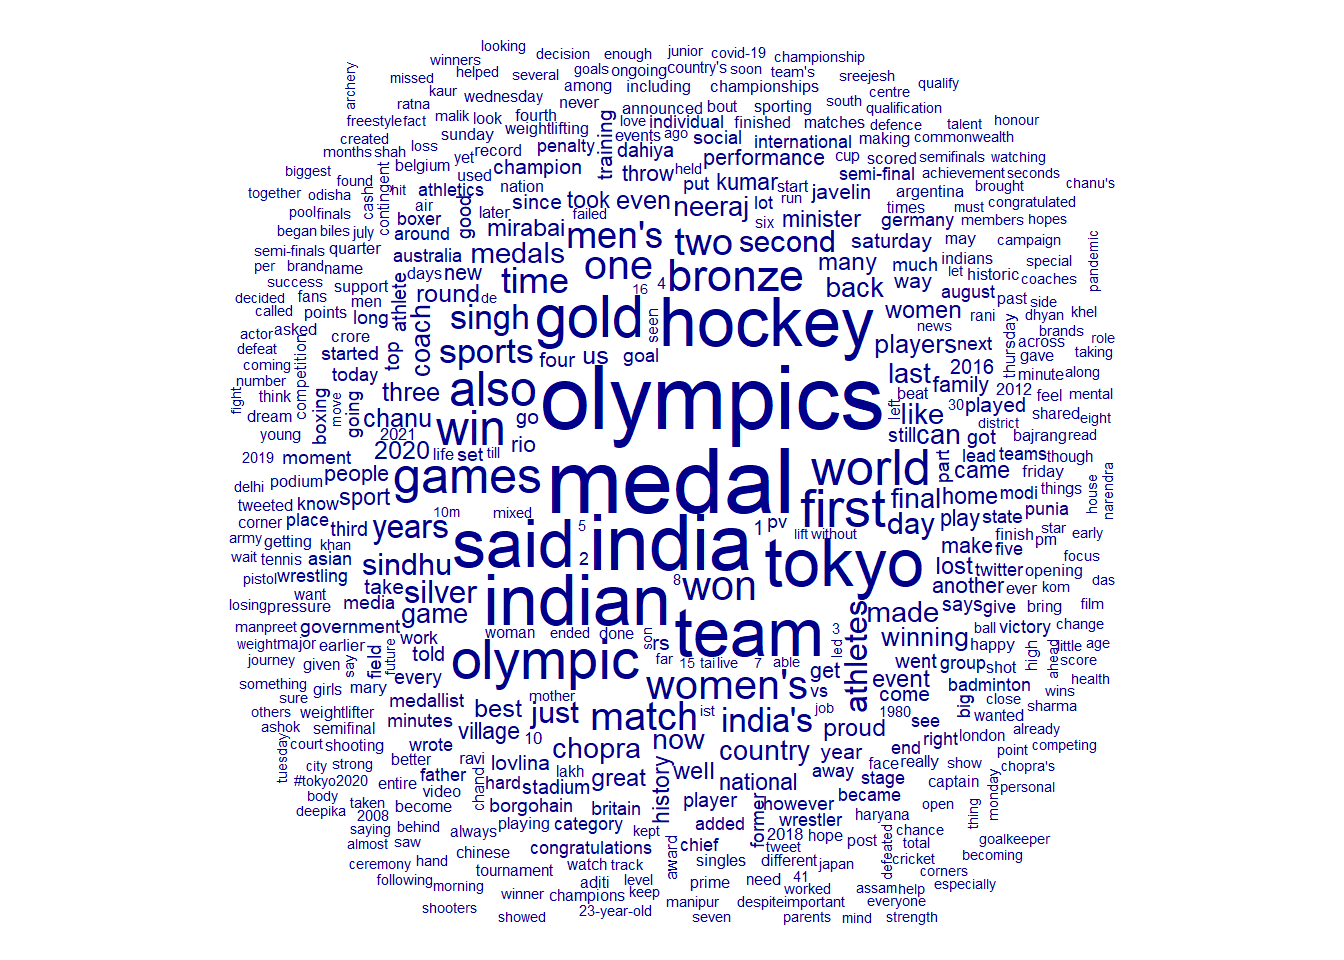 looking
winners decision enough junior covid-19 championship
archery missed helped several goals ongoing country's soon team's sreejesh
kaur wednesday among including championships centre qualify
ratna never announced bout sporting south qualification
freestyle fact malik look fourth love individual finished matches defence talent honour
created sunday weightlifting training events ago social international making commonwealth
months shah loss yet record penalty dahiya performance cup scored semifinals watching
biggest belgium champion throw held semi-final achievement seconds
found contingent used put kumar start argentina brought chanu's
together odisha cash hit athletics nation since took even neeraj lot run javelin times must congratulated
pool finals air boxer good later failed six minister germany members hopes
began biles july around mirabai men's two second saturday may campaign
semi-finals quarter australia medals one many much indians special pandemic
per brand name days new time 16 4 bronze back way let historic coaches
success support athlete round de august past side
decided fans men singh gold seen hockey women rani dhyan khel
called points long coach news thursday brands
actor asked crore top sports four us goal players next across role
defeat started minute taking
coming competition today three also olympics last 2016 gave along
number fight move family 2012 feel mental
think beat
dream boxing going chanu win go left like 30 played shared eight
young 2021 district
2020 life set till rio still can got bajrang read
2019 moment games medal world part lead teams though
delhi podium people came friday narendra
tweeted know sport 10m mixed first final home modi things house
corner place third years said 5 india 1 pv day play state punia
army getting khan lift without finish star early
wait tennis asian sindhu 2 tokyo lost make five pm focus
pistol wrestling want take silver indian 8 won another twitter opening ever kom das
losing pressure media game team athletes made says give bring film
manpreet government woman ended done son rs 3 winning ball victory change
weight major earlier work happy little age
journey given say field future told olympic far 15 tai live 7 able led went group shot high ahead score
something girls mary every mother women's get event badminton health
sure medallist job come big close wins
others weightlifter best just match ist india's vs 1980 wanted sharma
ashok semifinal minutes village 10 proud see already
tuesday court shooting wrote chopra now country year end right london point competing
city strong better ravi lovlina lakh history well away face really show
#tokyo2020 entire father chand hard stadium great national stage captain chopra's
body video personal
deepika taken become borgohain britain player however became open monday
2008 former wrestler haryana thing
saying behind always playing category kept added 2018 hope post chance
almost saw congratulations award chief tweet defeated total goalkeeper
ceremony hand chinese watch track singles different japan cricket becoming
following morning tournament aditi level prime need 41 corners
winner champions keep worked assam help especially
shooters showed 23-year-old manipur despite important everyone
seven parents mind strength